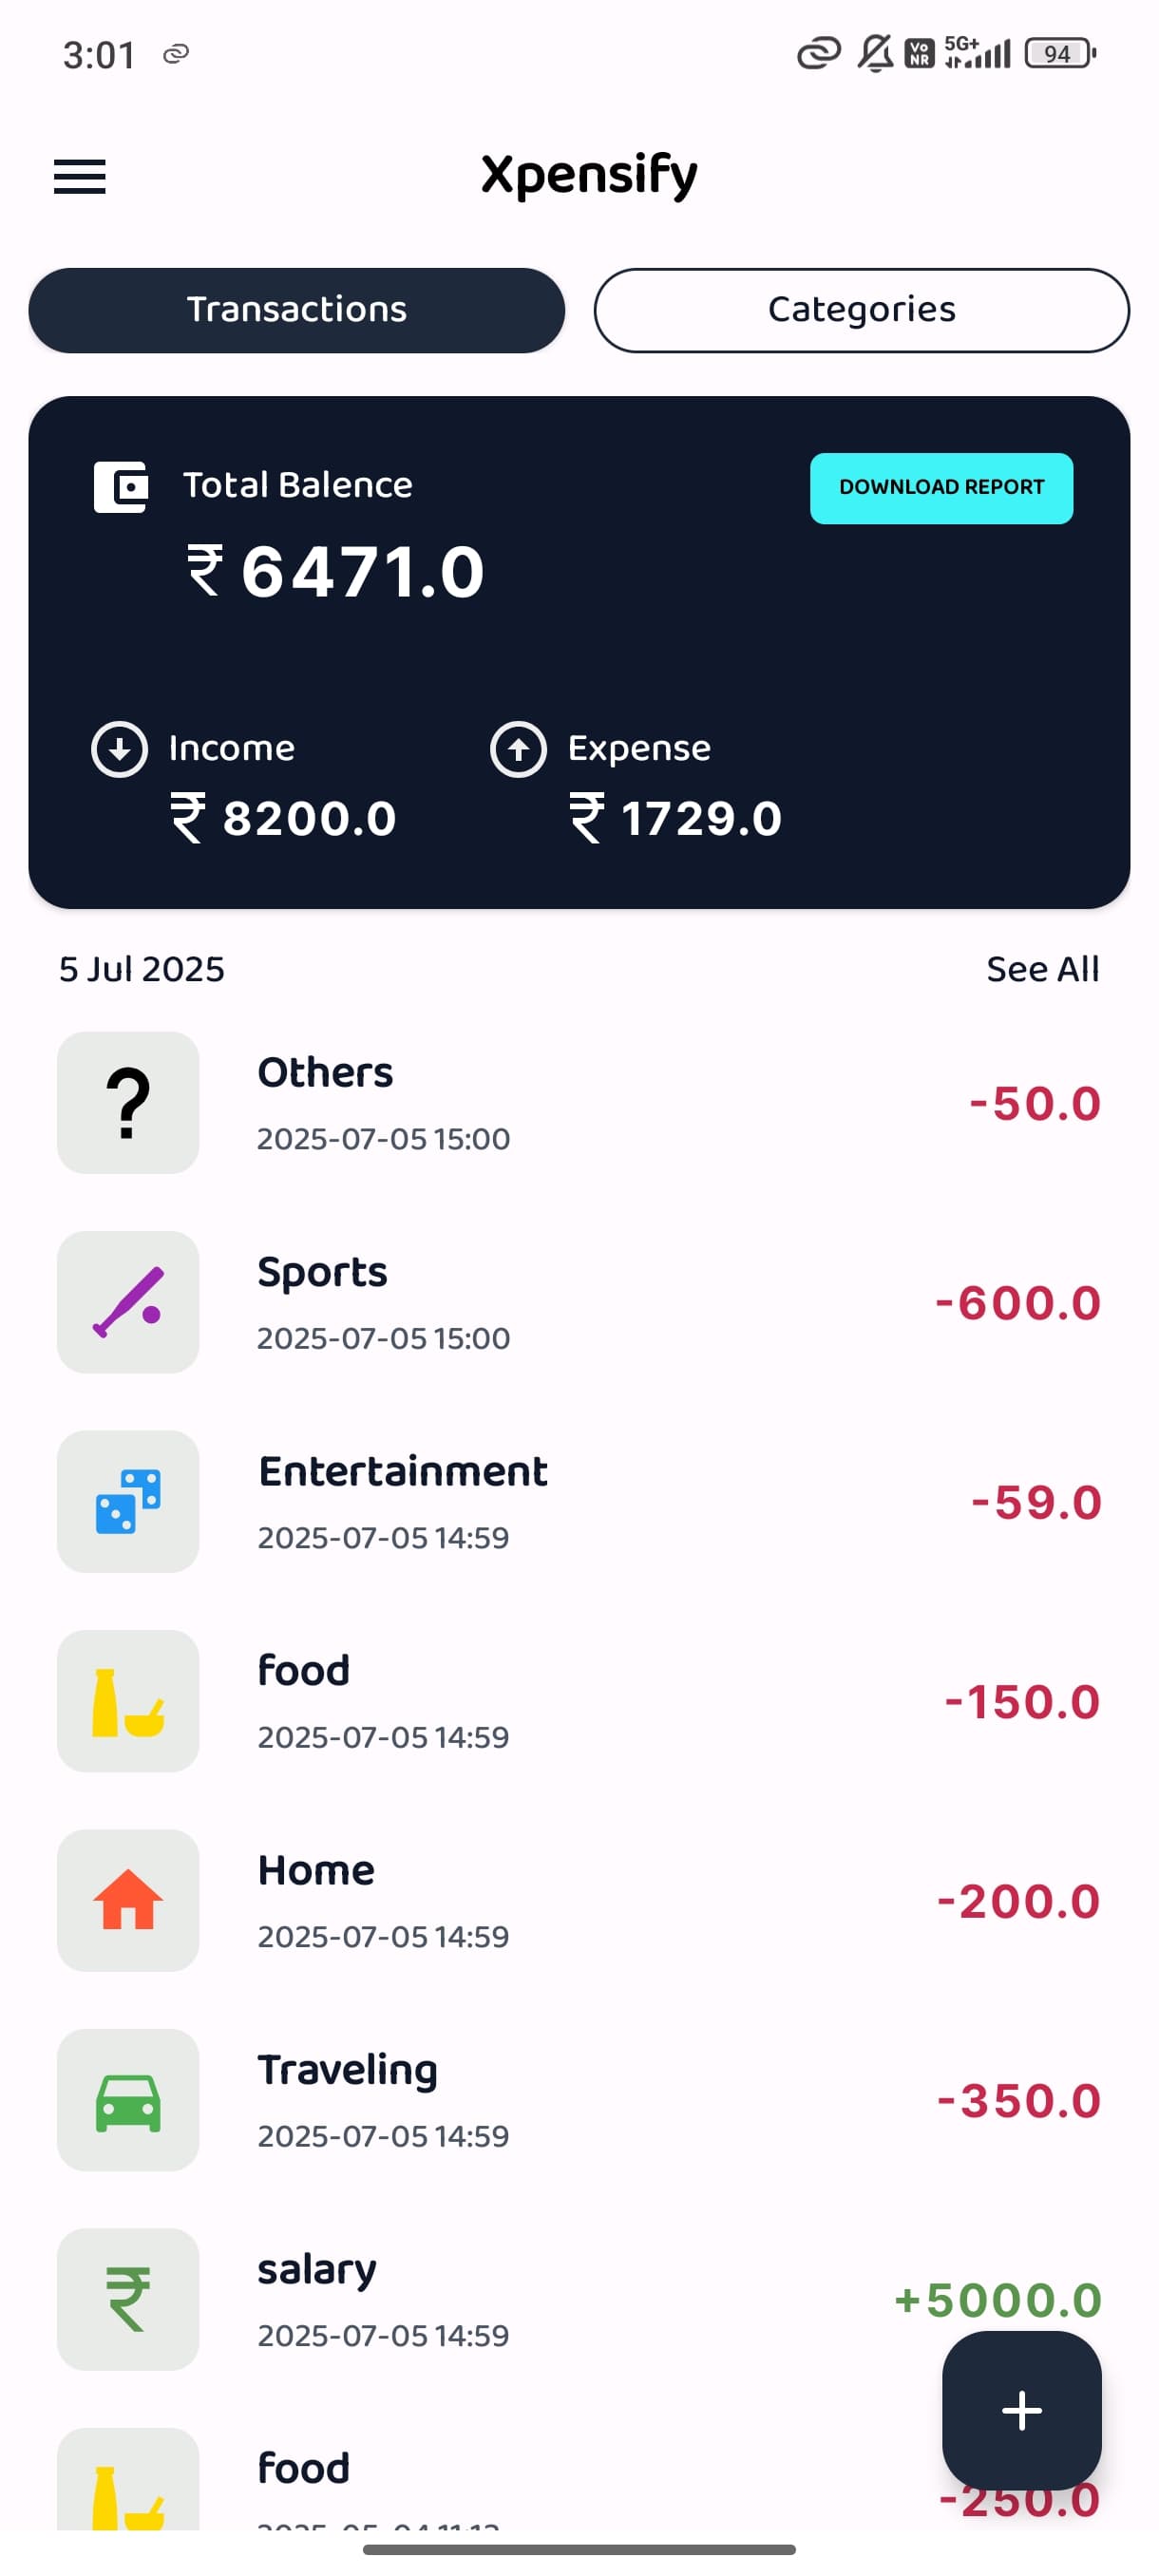 3:01
Vo NR 5G+ 94
Xpensify
Transactions
Categories
Total Balence
DOWNLOAD REPORT
₹ 6471.0
Income
Expense
₹ 8200.0
₹ 1729.0
5 Jul 2025
See All
Others
-50.0
2025-07-05 15:00
Sports
-600.0
2025-07-05 15:00
Entertainment
-59.0
2025-07-05 14:59
food
-150.0
2025-07-05 14:59
Home
-200.0
2025-07-05 14:59
Traveling
-350.0
2025-07-05 14:59
₹
salary
+5000.0
2025-07-05 14:59
food
-250.0